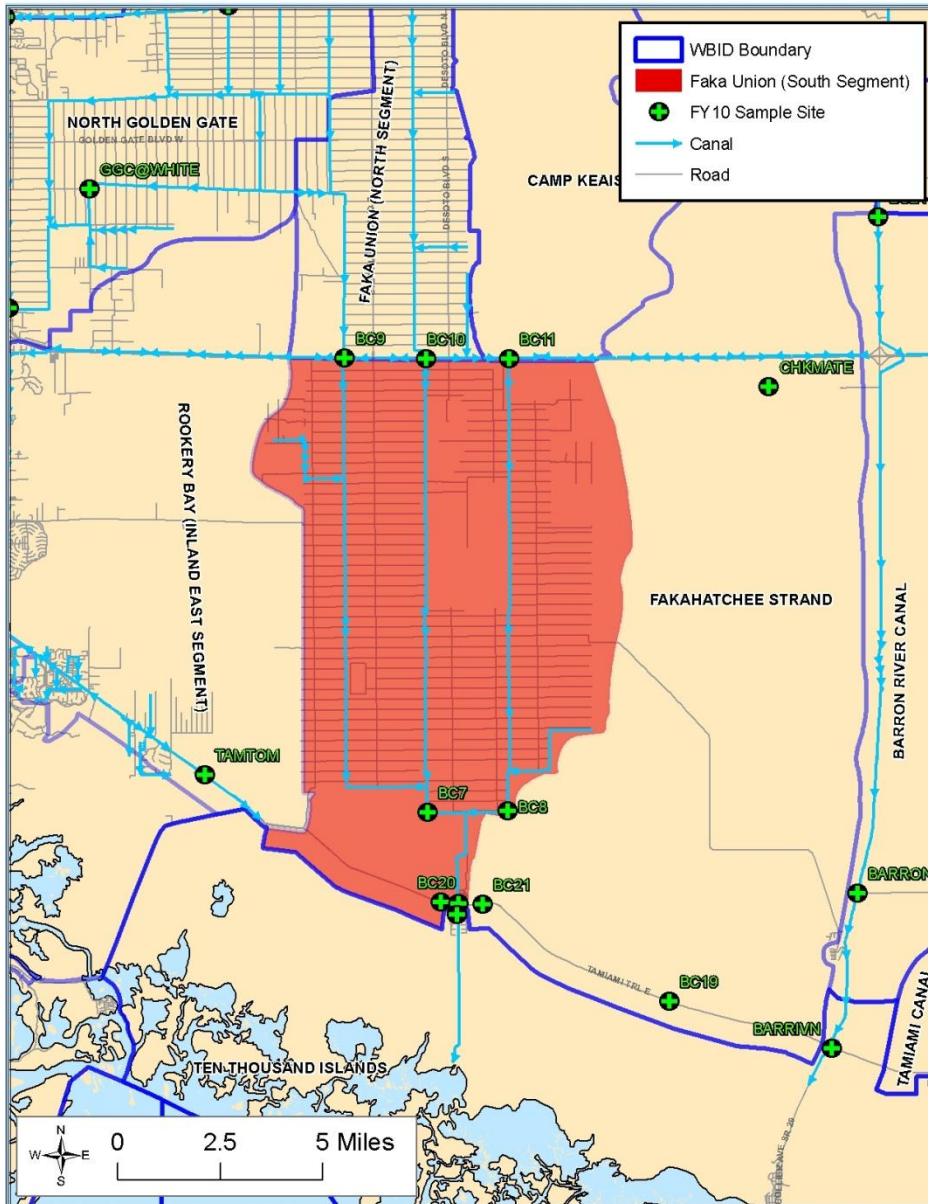 WBID Boundary
Faka Union (South Segment)
FY10 Sample Site
Canal
Road
DESOTO BLVD N
NORTH GOLDEN GATE
GOLDEN GATE BLVD W
FAKA UNION (NORTH SEGMENT)
DESOTO BLVD S
GGC@WHITE
BC9
BC10
BC11
CHKMATE
ROOKERY BAY (INLAND EAST SEGMENT)
FAKAHATCHEE STRAND
BARRON RIVER CANAL
TAMTOM
BC7
BC8
BC20
BC21
BARRON
TAMIAMI TRL E
BC19
BARRIVN
TAMIAMI CANAL
TEN THOUSAND ISLANDS
N
W E
S
0 2.5 5 Miles